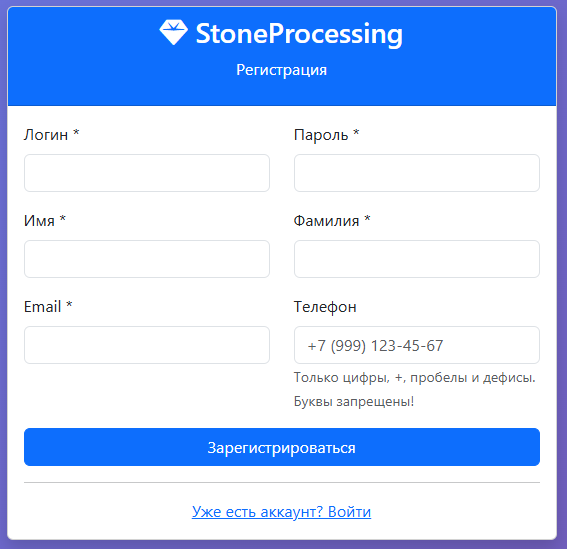 StoneProcessing
Регистрация
Логин *
Пароль *
Имя *
Фамилия *
Email *
Телефон
+7 (999) 123-45-67
Только цифры, +, пробелы и дефисы.
Буквы запрещены!
Зарегистрироваться
Уже есть аккаунт? Войти